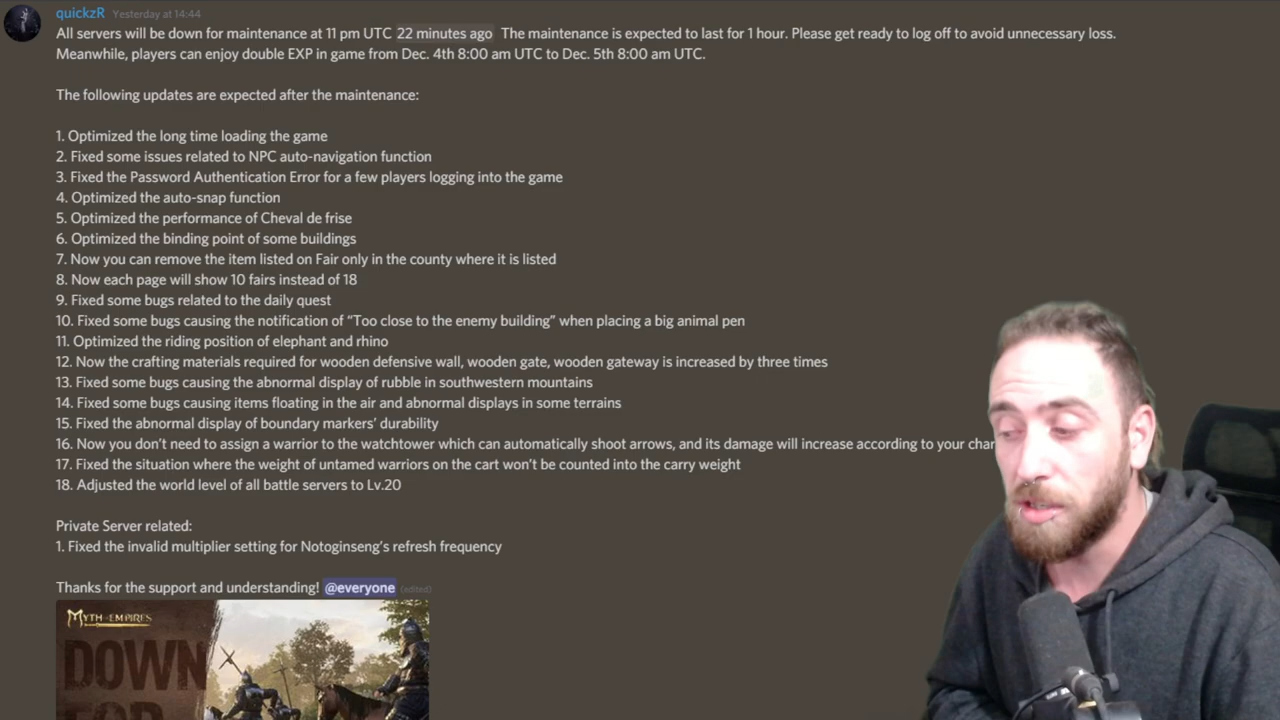 quickzR Yesterday at 14:44
All servers will be down for maintenance at 11 pm UTC 22 minutes ago The maintenance is expected to last for 1 hour. Please get ready to log off to avoid unnecessary loss.
Meanwhile, players can enjoy double EXP in game from Dec. 4th 8:00 am UTC to Dec. 5th 8:00 am UTC.
The following updates are expected after the maintenance:
1. Optimized the long time loading the game
2. Fixed some issues related to NPC auto-navigation function
3. Fixed the Password Authentication Error for a few players logging into the game
4. Optimized the auto-snap function
5. Optimized the performance of Cheval de frise
6. Optimized the binding point of some buildings
7. Now you can remove the item listed on Fair only in the county where it is listed
8. Now each page will show 10 fairs instead of 18
9. Fixed some bugs related to the daily quest
10. Fixed some bugs causing the notification of “Too close to the enemy building” when placing a big animal pen
11. Optimized the riding position of elephant and rhino
12. Now the crafting materials required for wooden defensive wall, wooden gate, wooden gateway is increased by three times
13. Fixed some bugs causing the abnormal display of rubble in southwestern mountains
14. Fixed some bugs causing items floating in the air and abnormal displays in some terrains
15. Fixed the abnormal display of boundary markers’ durability
16. Now you don’t need to assign a warrior to the watchtower which can automatically shoot arrows, and its damage will increase according to your
17. Fixed the situation where the weight of untamed warriors on the cart won’t be counted into the carry weight
18. Adjusted the world level of all battle servers to Lv.20
Private Server related:
1. Fixed the invalid multiplier setting for Notoginseng’s refresh frequency
Thanks for the support and understanding! @everyone (edited)
MYTH OF EMPIRES
DOWN
FOR